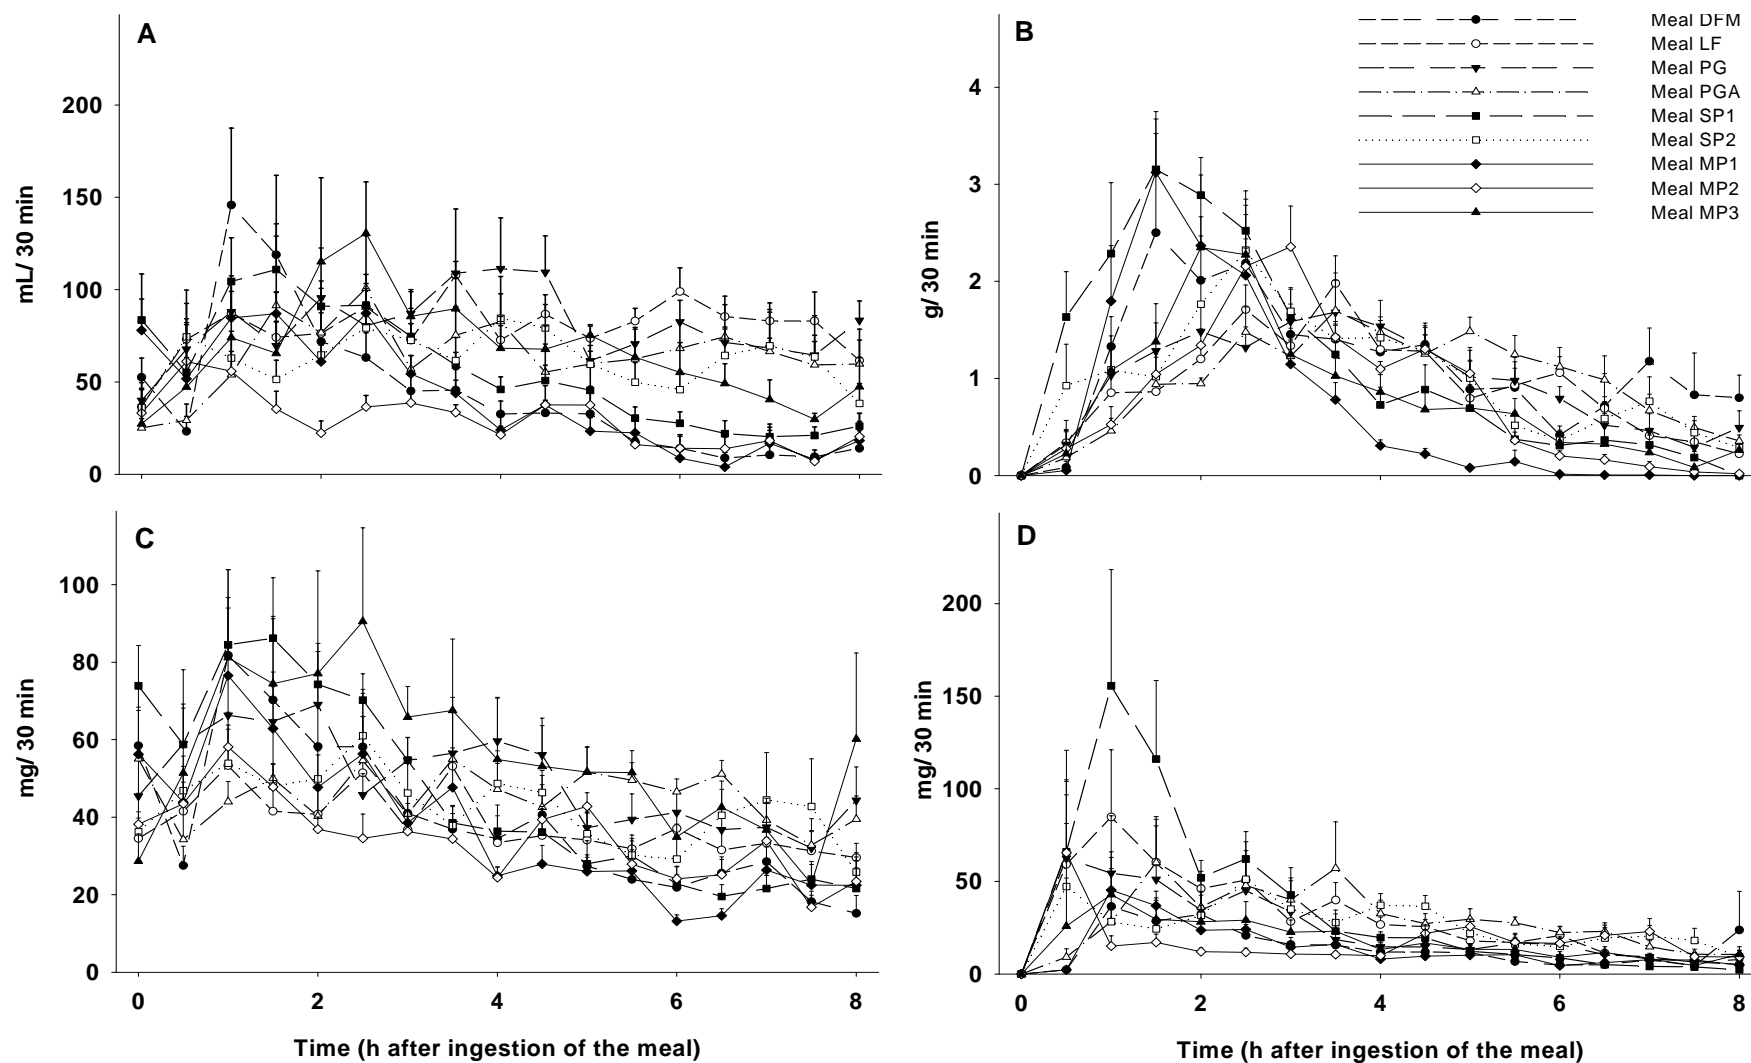 A
mL/ 30 min
200
150
100
50
0
B
g/ 30 min
4
3
2
1
0
Meal DFM
Meal LF
Meal PG
Meal PGA
Meal SP1
Meal SP2
Meal MP1
Meal MP2
Meal MP3
C
mg/ 30 min
100
80
60
40
20
0
0 2 4 6 8
Time (h after ingestion of the meal)
D
mg/ 30 min
200
150
100
50
0
0 2 4 6 8
Time (h after ingestion of the meal)